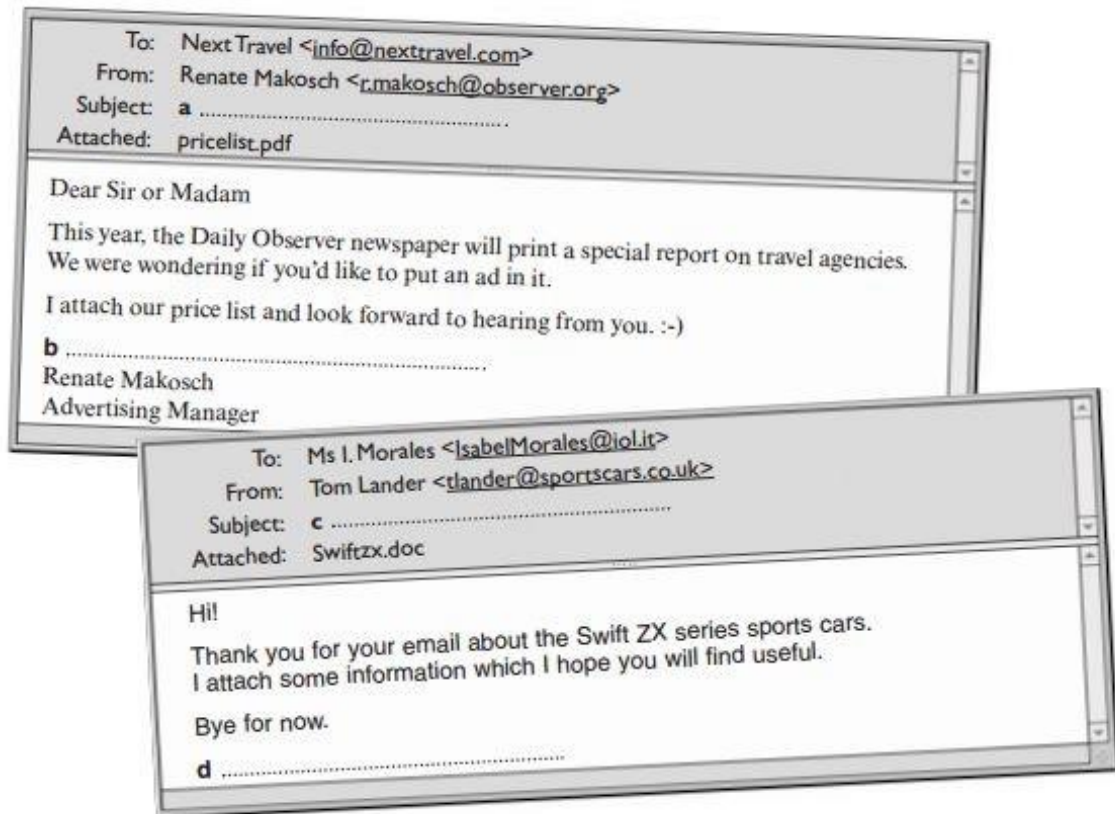 To: Next Travel <info@nexttravel.com>
From: Renate Makosch <r.makosch@observer.org>
Subject: a ..................................................
Attached: pricelist.pdf
Dear Sir or Madam
This year, the Daily Observer newspaper will print a special report on travel agencies.
We were wondering if you'd like to put an ad in it.
I attach our price list and look forward to hearing from you. :-)
b ..................................................
Renate Makosch
Advertising Manager
To: Ms I. Morales <IsabelMorales@iol.it>
From: Tom Lander <tlander@sportscars.co.uk>
Subject: c ..................................................
Attached: Swiftzx.doc
Hi!
Thank you for your email about the Swift ZX series sports cars.
I attach some information which I hope you will find useful.
Bye for now.
d ..................................................